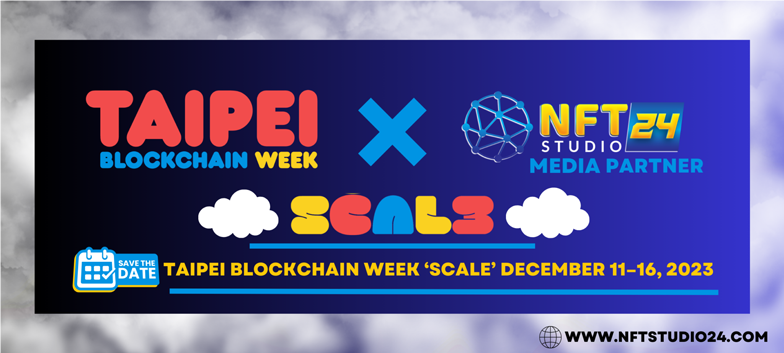 TAIPEI
BLOCKCHAIN WEEK
X
NFT 24
STUDIO
MEDIA PARTNER
SCAL3
SAVE THE
DATE
TAIPEI BLOCKCHAIN WEEK ‘SCALE’ DECEMBER 11–16, 2023
WWW.NFTSTUDIO24.COM